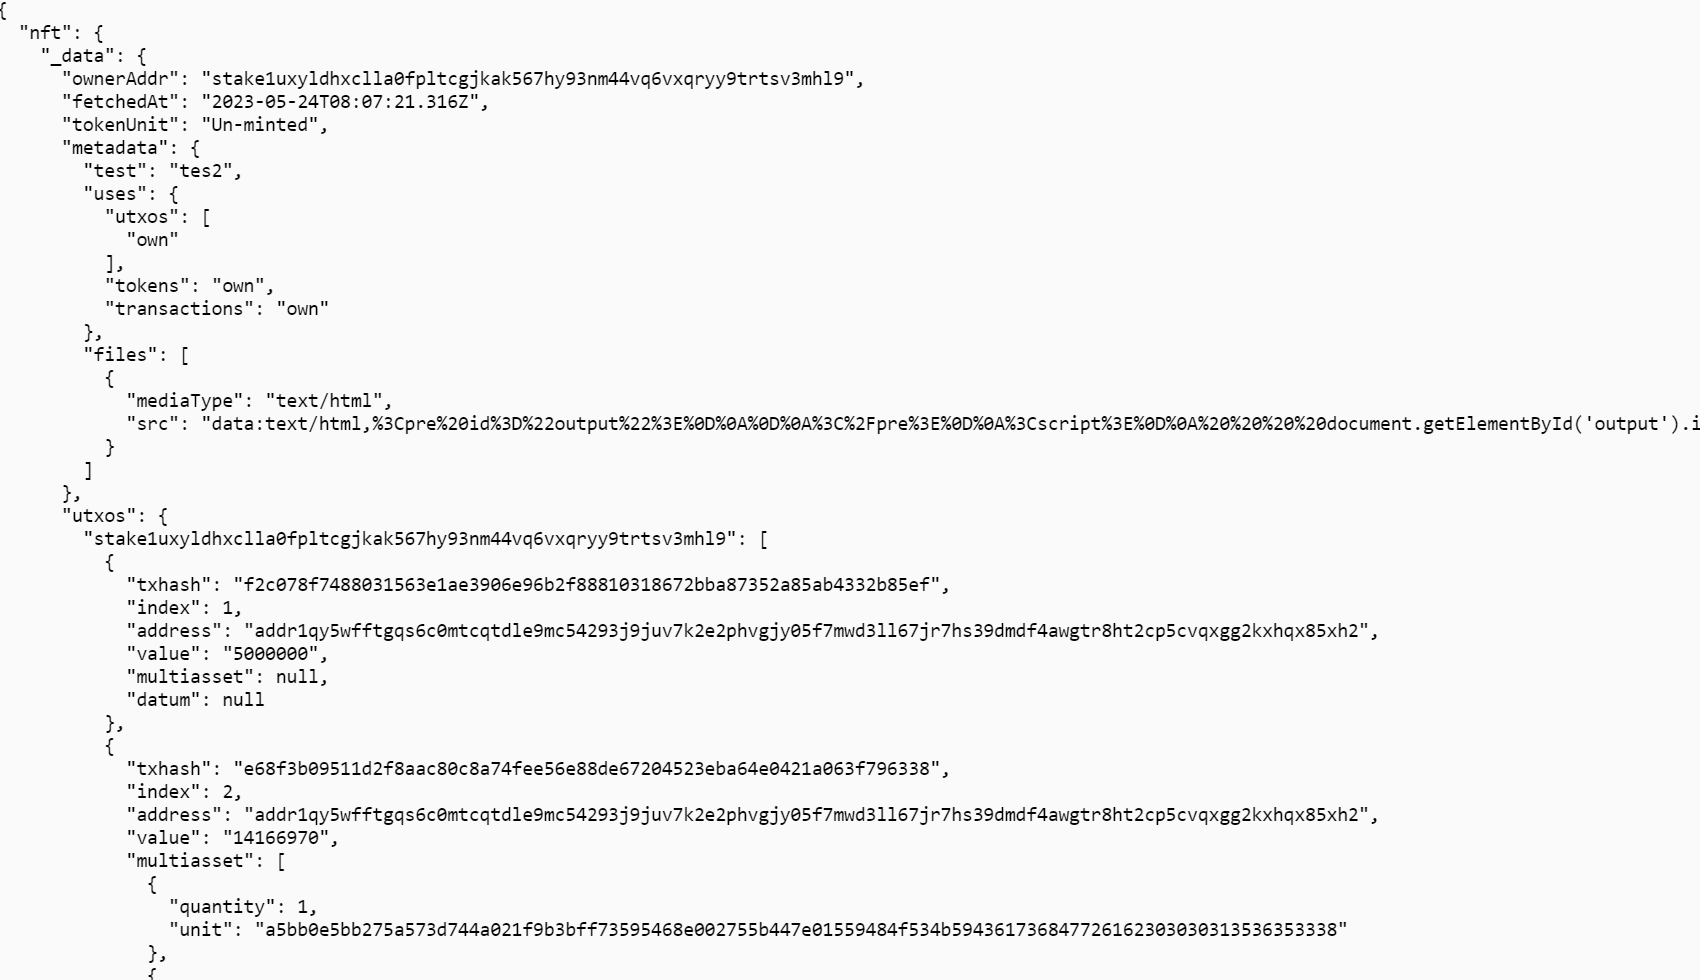 {
  "nft": {
    "_data": {
      "ownerAddr": "stake1uxyldhxclla0fpltcgjkak567hy93nm44vq6vxqryy9trtsv3mhl9",
      "fetchedAt": "2023-05-24T08:07:21.316Z",
      "tokenUnit": "Un-minted",
      "metadata": {
        "test": "tes2",
        "uses": {
          "utxos": [
            "own"
          ],
          "tokens": "own",
          "transactions": "own"
        },
        "files": [
          {
            "mediaType": "text/html",
            "src": "data:text/html,%3Cpre%20id%3D%22output%22%3E%0D%0A%0D%0A%3C%2Fpre%3E%0D%0A%3Cscript%3E%0D%0A%20%20%20%20document.getElementById('output').i
          }
        ]
      },
      "utxos": {
        "stake1uxyldhxclla0fpltcgjkak567hy93nm44vq6vxqryy9trtsv3mhl9": [
          {
            "txhash": "f2c078f7488031563e1ae3906e96b2f88810318672bba87352a85ab4332b85ef",
            "index": 1,
            "address": "addr1qy5wfftgqs6c0mtcqtdle9mc54293j9juv7k2e2phvgjy05f7mwd3ll67jr7hs39dmdf4awgtr8ht2cp5cvqxgg2kxhqx85xh2",
            "value": "5000000",
            "multiasset": null,
            "datum": null
          },
          {
            "txhash": "e68f3b09511d2f8aac80c8a74fee56e88de67204523eba64e0421a063f796338",
            "index": 2,
            "address": "addr1qy5wfftgqs6c0mtcqtdle9mc54293j9juv7k2e2phvgjy05f7mwd3ll67jr7hs39dmdf4awgtr8ht2cp5cvqxgg2kxhqx85xh2",
            "value": "14166970",
            "multiasset": [
              {
                "quantity": 1,
                "unit": "a5bb0e5bb275a573d744a021f9b3bff73595468e002755b447e01559484f534b59436173684772616230303031353635​3338"
              },
              {